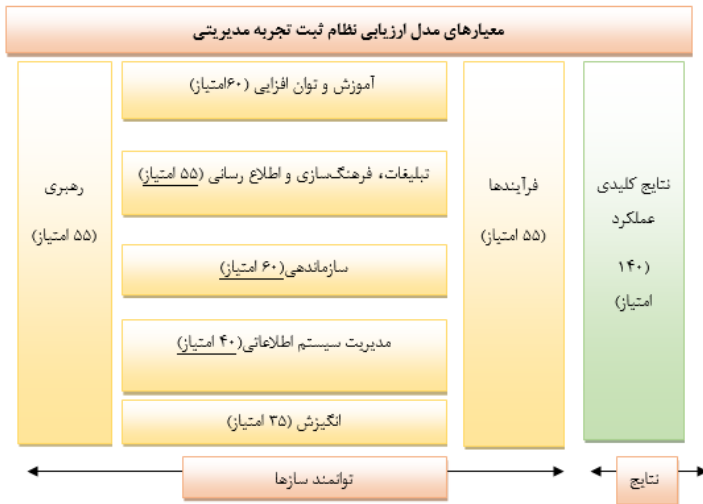 معیارهای مدل ارزیابی نظام ثبت تجربه مدیریتی
نتایج کلیدی
عملکرد
(۱۴۰
امتیاز)
فرآیندها
(۵۵ امتیاز)
آموزش و توان افزایی (۶۰امتیاز)
تبلیغات، فرهنگ‌سازی و اطلاع رسانی (۵۵ امتیاز)
سازماندهی(۶۰ امتیاز)
مدیریت سیستم اطلاعاتی(۴۰ امتیاز)
انگیزش (۳۵ امتیاز)
رهبری
(۵۵ امتیاز)
نتایج
توانمند سازها